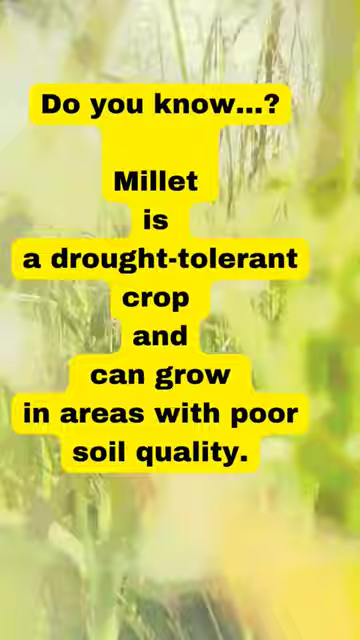 Do you know...?
Millet
is
a drought-tolerant
crop
and
can grow
in areas with poor
soil quality.